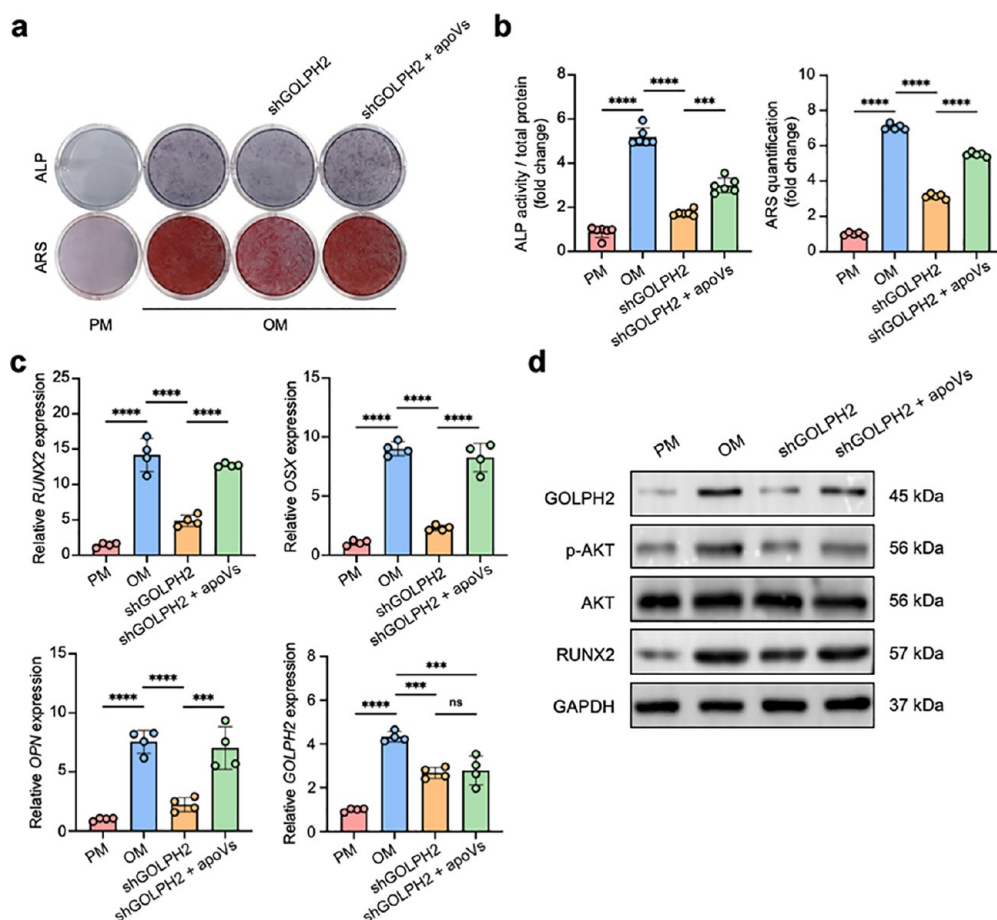 a
shGOLPH2
shGOLPH2 + apoVs
ALP
ARS
PM
OM
b
ALP activity / total protein
(fold change)
8
6
4
2
0
****
****
***
PM
OM
shGOLPH2
shGOLPH2 + apoVs
ARS quantification
(fold change)
10
8
6
4
2
0
****
****
****
PM
OM
shGOLPH2
shGOLPH2 + apoVs
c
Relative RUNX2 expression
25
20
15
10
5
0
****
****
****
PM
OM
shGOLPH2
shGOLPH2 + apoVs
Relative OSX expression
15
10
5
0
****
****
****
PM
OM
shGOLPH2
shGOLPH2 + apoVs
Relative OPN expression
15
10
5
0
****
****
***
PM
OM
shGOLPH2
shGOLPH2 + apoVs
Relative GOLPH2 expression
8
6
4
2
0
***
***
****
ns
PM
OM
shGOLPH2
shGOLPH2 + apoVs
d
PM
OM
shGOLPH2
shGOLPH2 + apoVs
GOLPH2 45 kDa
p-AKT 56 kDa
AKT 56 kDa
RUNX2 57 kDa
GAPDH 37 kDa